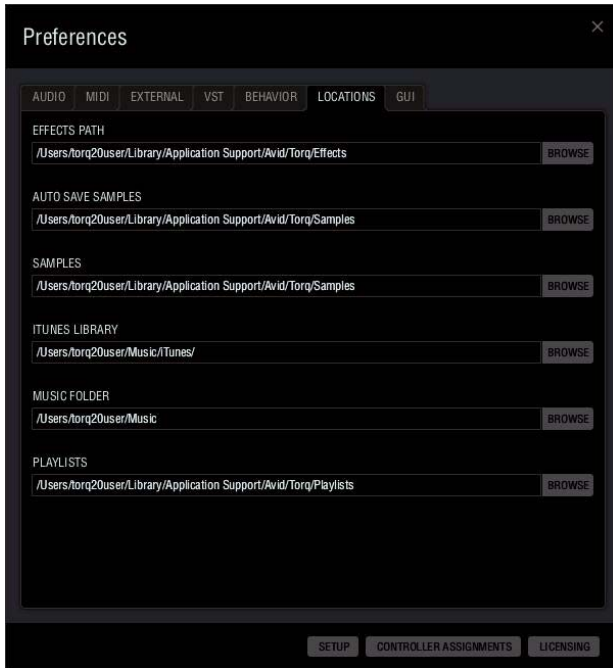 Preferences
AUDIO MIDI EXTERNAL VST BEHAVIOR LOCATIONS GUI
EFFECTS PATH
/Users/torq20user/Library/Application Support/Avid/Torq/Effects BROWSE
AUTO SAVE SAMPLES
/Users/torq20user/Library/Application Support/Avid/Torq/Samples BROWSE
SAMPLES
/Users/torq20user/Library/Application Support/Avid/Torq/Samples BROWSE
ITUNES LIBRARY
/Users/torq20user/Music/iTunes/ BROWSE
MUSIC FOLDER
/Users/torq20user/Music BROWSE
PLAYLISTS
/Users/torq20user/Library/Application Support/Avid/Torq/Playlists BROWSE
SETUP CONTROLLER ASSIGNMENTS LICENSING